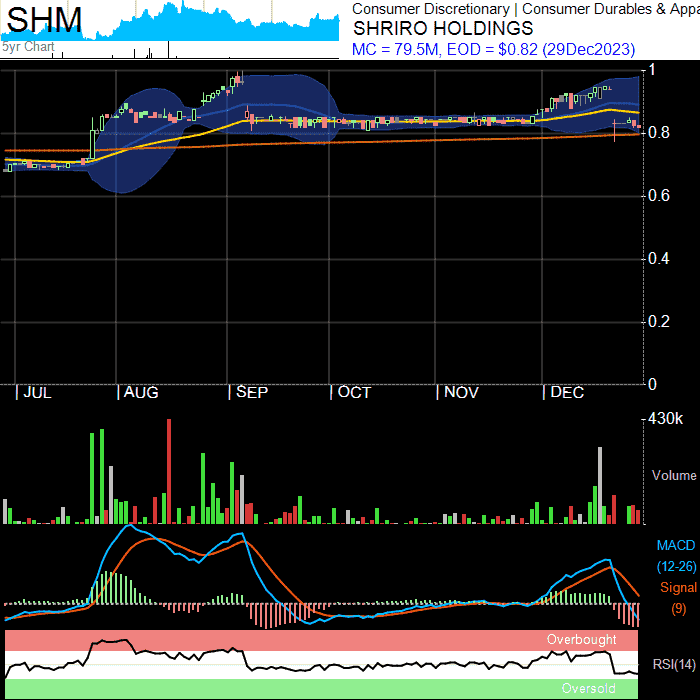 SHM
5yr Chart
Consumer Discretionary | Consumer Durables & Appa
SHRIRO HOLDINGS
MC = 79.5M, EOD = $0.82 (29Dec2023)
1
0.8
0.6
0.4
0.2
0
| JUL | AUG | SEP | OCT | NOV | DEC
430k
Volume
MACD
(12-26)
Signal
(9)
Overbought
RSI(14)
Oversold